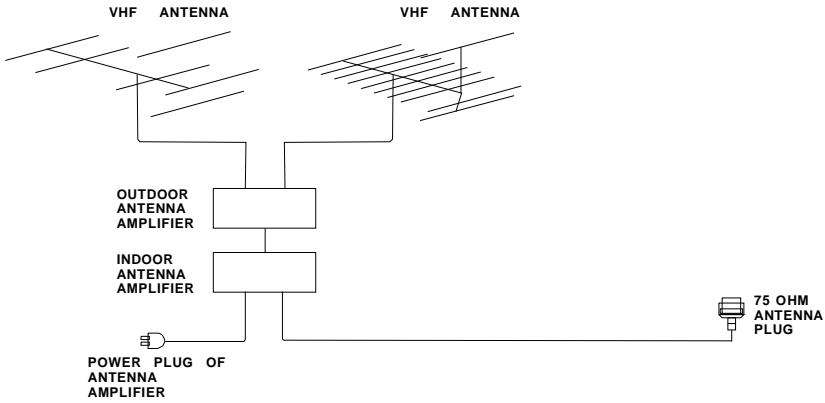 VHF ANTENNA
VHF ANTENNA
OUTDOOR
ANTENNA
AMPLIFIER
INDOOR
ANTENNA
AMPLIFIER
75 OHM
ANTENNA
PLUG
POWER PLUG OF
ANTENNA
AMPLIFIER